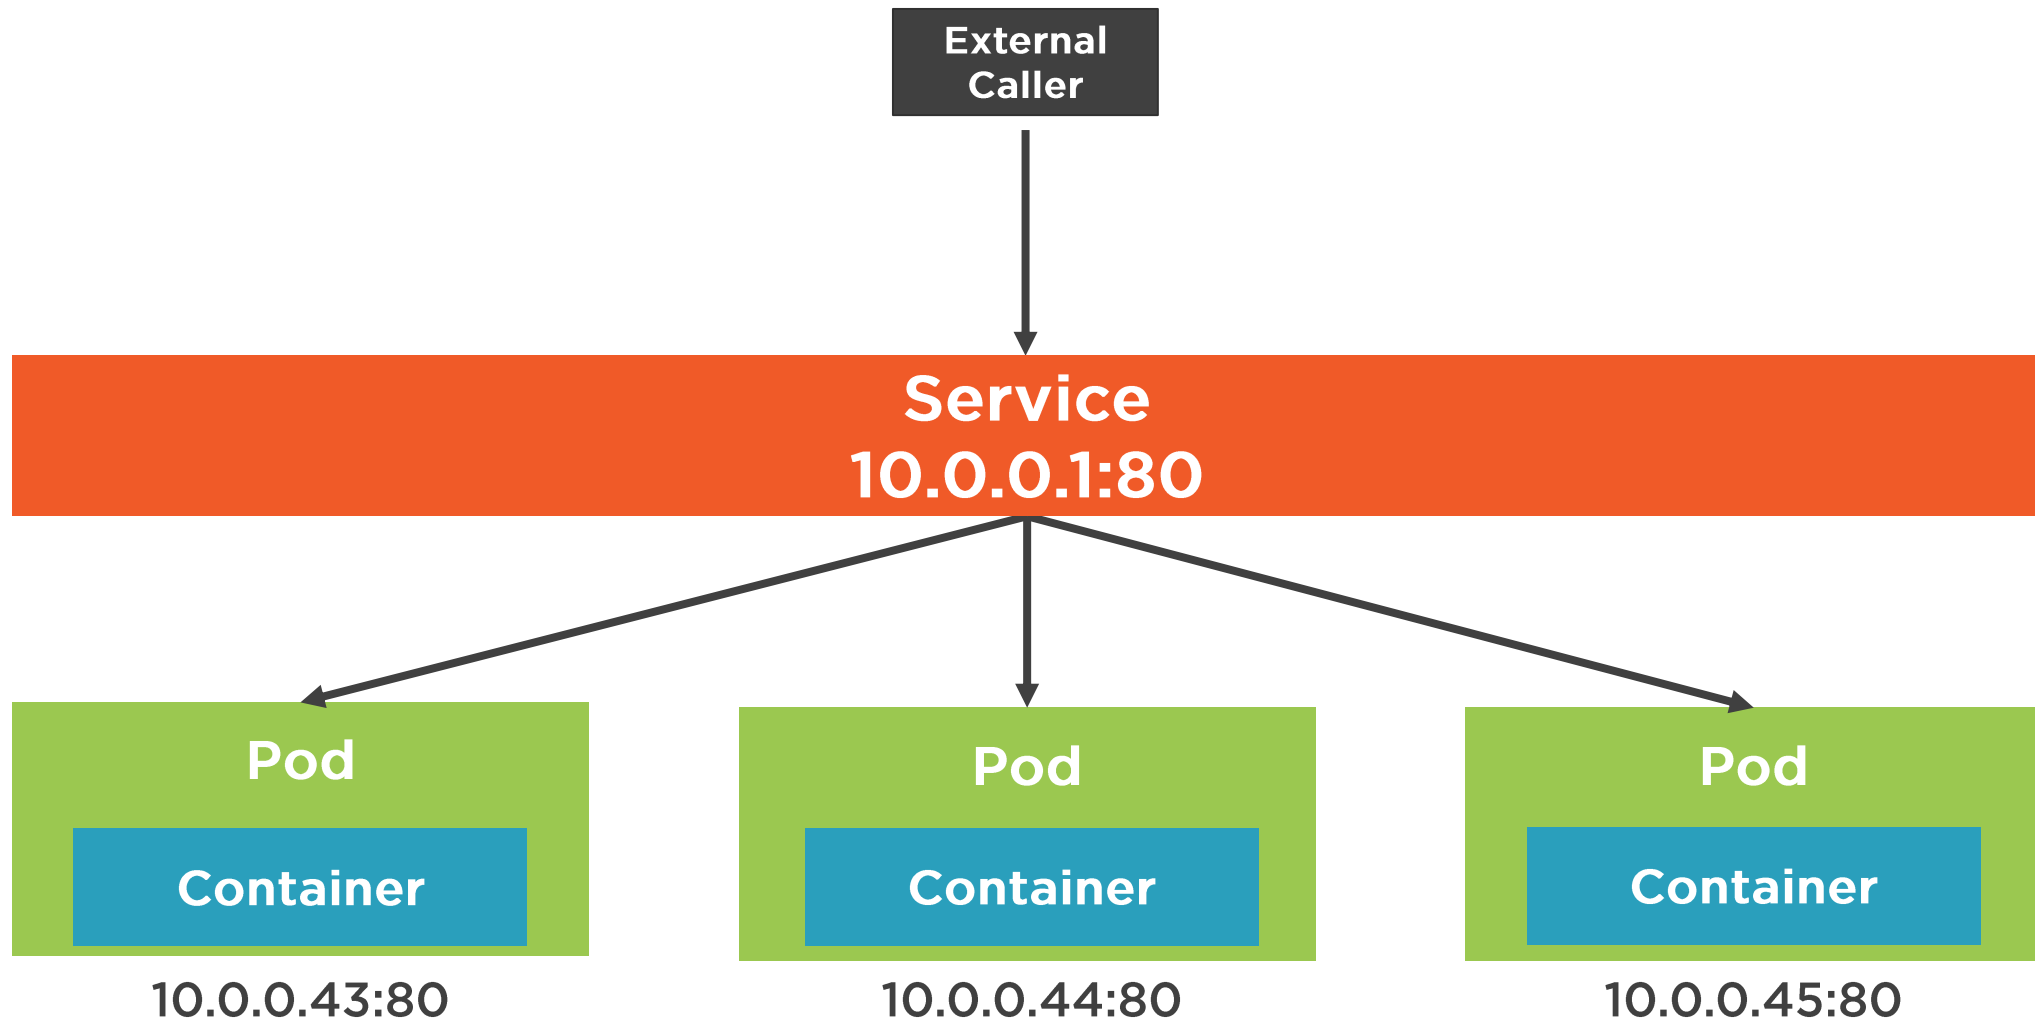 External
Caller
Service
10.0.0.1:80
Pod
Container
10.0.0.43:80
Pod
Container
10.0.0.44:80
Pod
Container
10.0.0.45:80